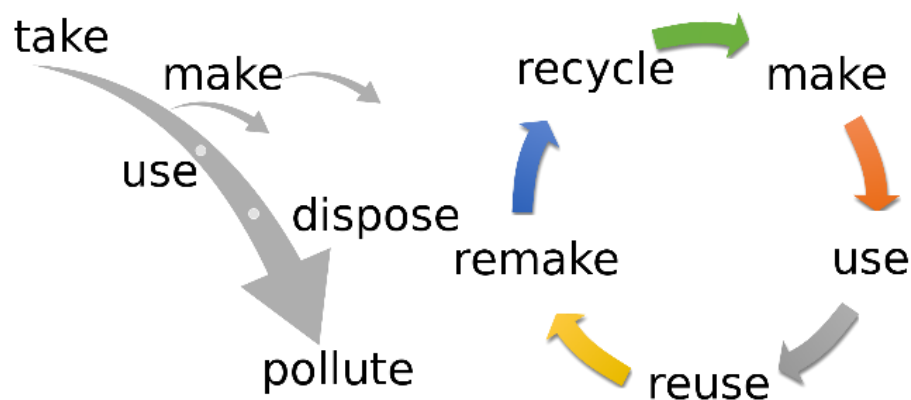 take
make
use
dispose
pollute
recycle
make
use
reuse
remake